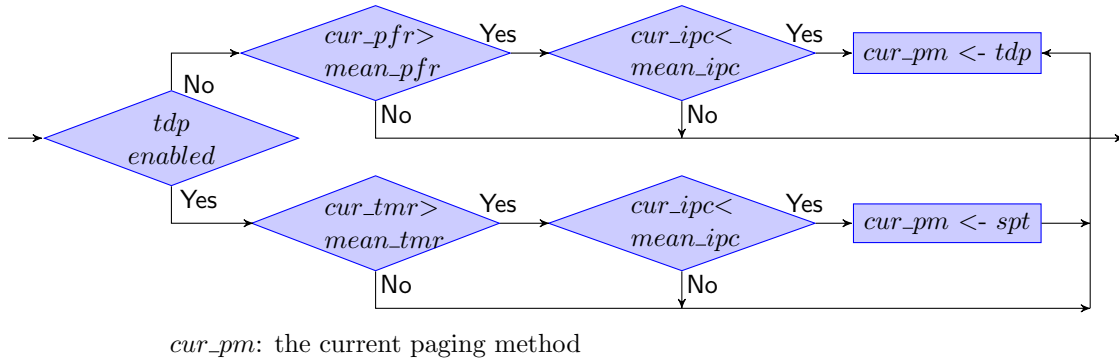 cur_pfr>
mean_pfr
Yes
cur_ipc<
mean_ipc
Yes
cur_pm <- tdp
No
No
No
tdp
enabled
Yes
cur_tmr>
mean_tmr
Yes
cur_ipc<
mean_ipc
Yes
cur_pm <- spt
No
No
cur_pm: the current paging method